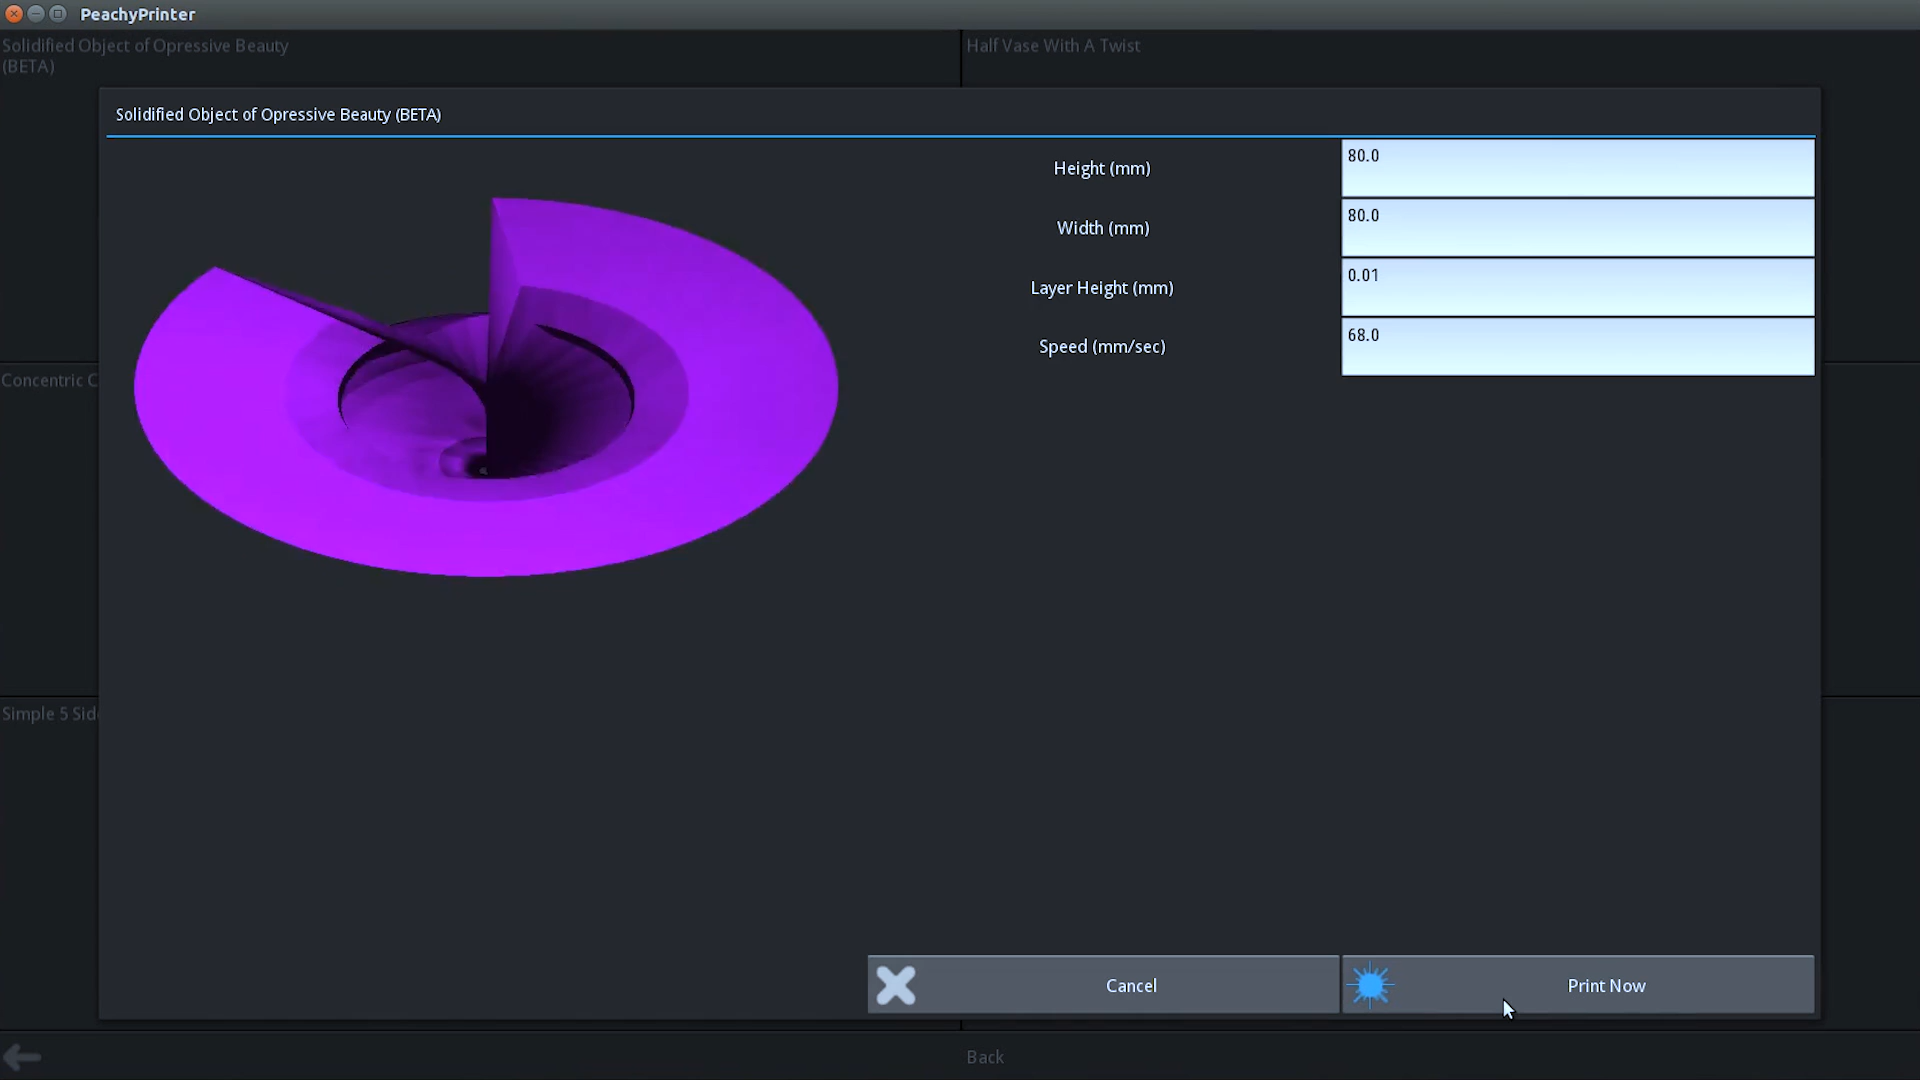 PeachyPrinter
Solidified Object of Opressive Beauty
(BETA)
Half Vase With A Twist
Solidified Object of Opressive Beauty (BETA)
Height (mm)
80.0
Width (mm)
80.0
Layer Height (mm)
0.01
Speed (mm/sec)
68.0
Concentric C
Simple 5 Side
Cancel
Print Now
Back